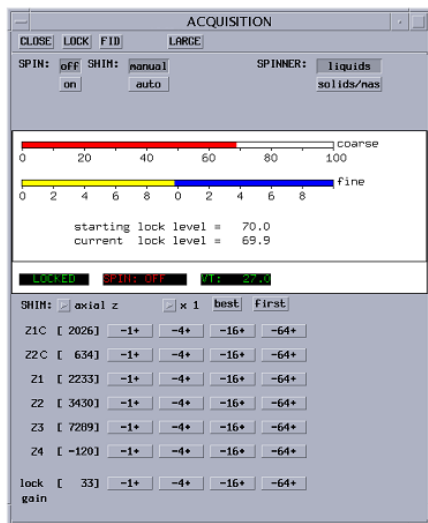 ACQUISITION
CLOSE LOCK FID LARGE
SPIN: off SHIM: manual SPINNER: liquids
on auto solids/mas
coarse
0 20 40 60 80 100
fine
0 2 4 6 8 0 2 4 6 8
starting lock level = 70.0
current lock level = 69.9
LOCKED SPIN: OFF VT: 27.0
SHIM: axial z x 1 best first
Z1C [ 2026] -1+ -4+ -16+ -64+
Z2C [ 634] -1+ -4+ -16+ -64+
Z1 [ 2233] -1+ -4+ -16+ -64+
Z2 [ 3430] -1+ -4+ -16+ -64+
Z3 [ 7289] -1+ -4+ -16+ -64+
Z4 [ -120] -1+ -4+ -16+ -64+
lock [ 33] -1+ -4+ -16+ -64+
gain